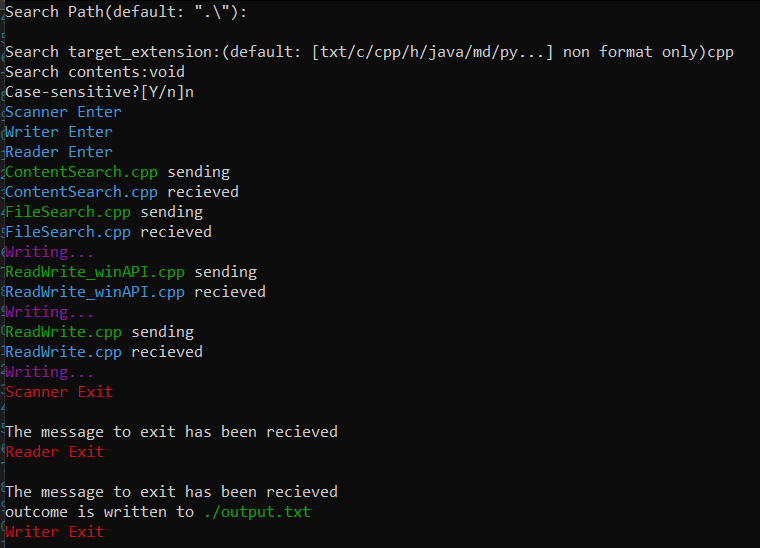 Search Path(default: ".\"):
Search target_extension:(default: [txt/c/cpp/h/java/md/py...] non format only)cpp
Search contents:void
Case-sensitive?[Y/n]n
Scanner Enter
Writer Enter
Reader Enter
ContentSearch.cpp sending
ContentSearch.cpp recieved
FileSearch.cpp sending
FileSearch.cpp recieved
Writing...
ReadWrite_winAPI.cpp sending
ReadWrite_winAPI.cpp recieved
Writing...
ReadWrite.cpp sending
ReadWrite.cpp recieved
Writing...
Scanner Exit
The message to exit has been recieved
Reader Exit
The message to exit has been recieved
outcome is written to ./output.txt
Writer Exit